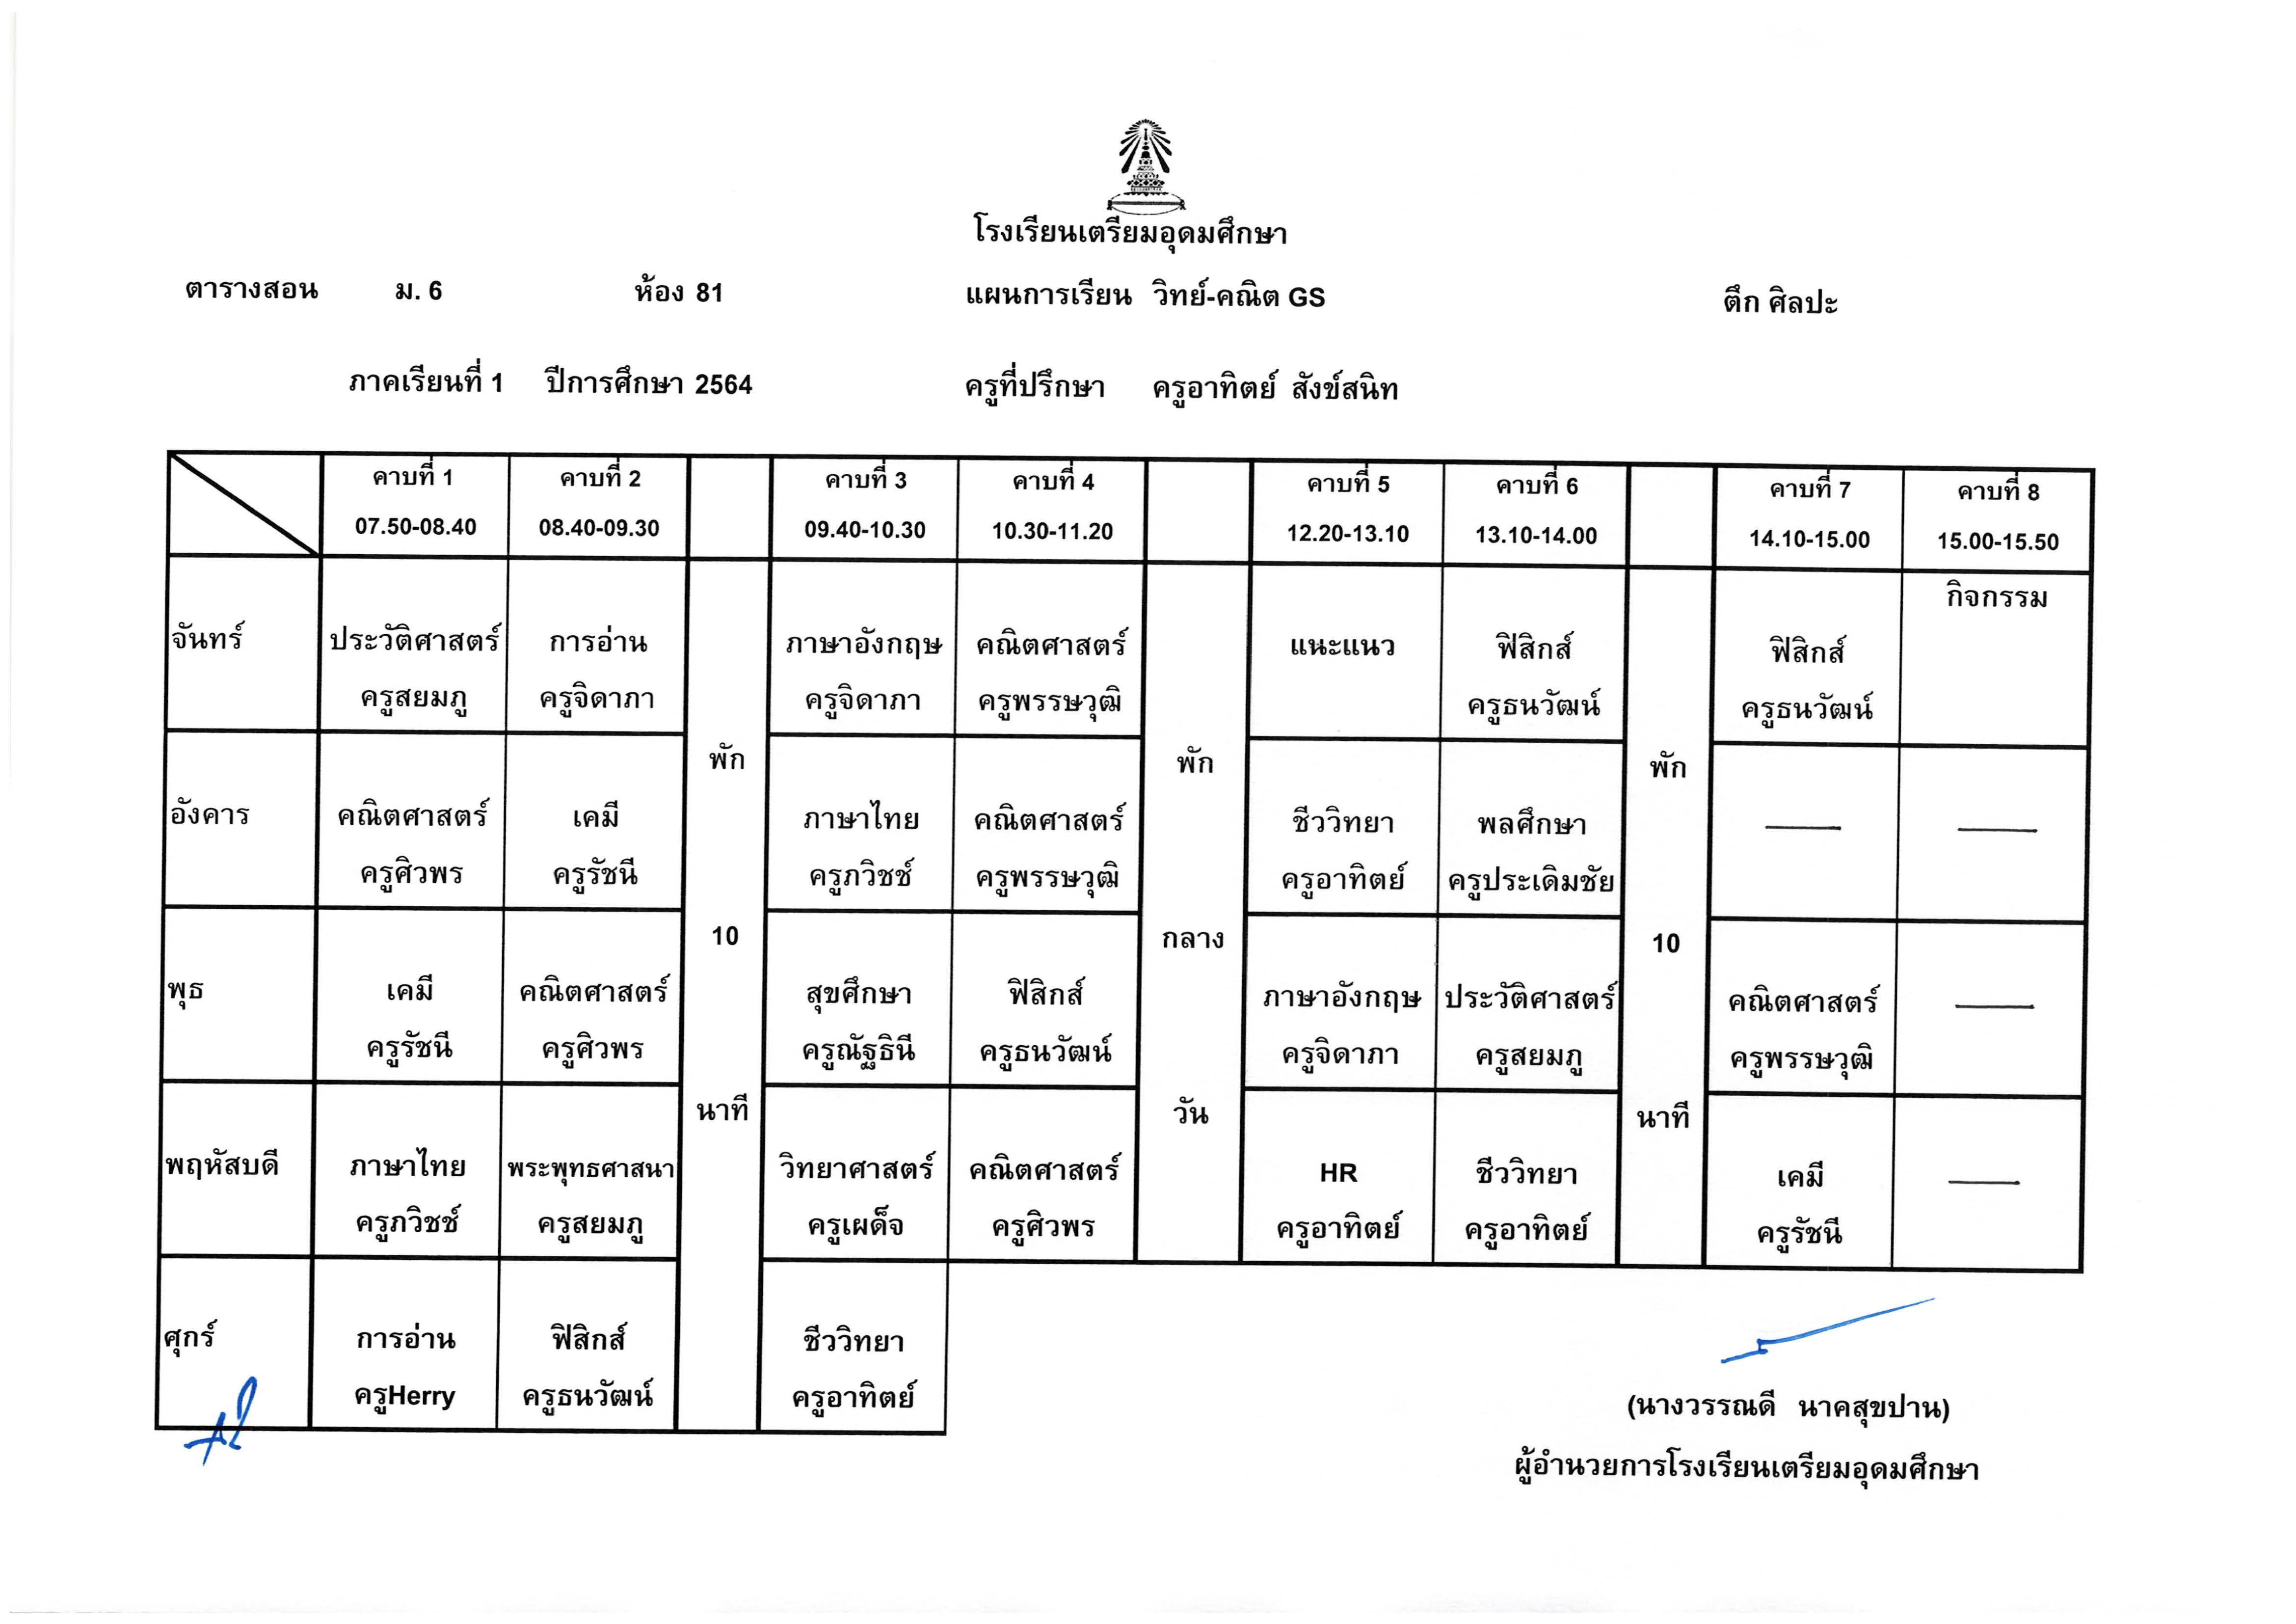 โรงเรียนเตรียมอุดมศึกษา
ตารางสอน ม. 6 ห้อง 81 แผนการเรียน วิทย์-คณิต GS ตึก ศิลปะ
ภาคเรียนที่ 1 ปีการศึกษา 2564 ครูที่ปรึกษา ครูอาทิตย์ สังข์สนิท
คาบที่ 1 คาบที่ 2 คาบที่ 3 คาบที่ 4 คาบที่ 5 คาบที่ 6 คาบที่ 7 คาบที่ 8
07.50-08.40 08.40-09.30 09.40-10.30 10.30-11.20 12.20-13.10 13.10-14.00 14.10-15.00 15.00-15.50
กิจกรรม
จันทร์ ประวัติศาสตร์ การอ่าน ภาษาอังกฤษ คณิตศาสตร์ แนะแนว ฟิสิกส์ ฟิสิกส์
ครูสยมภู ครูจิดาภา ครูจิดาภา ครูพรรษวุฒิ ครูธนวัฒน์ ครูธนวัฒน์
พัก พัก พัก
อังคาร คณิตศาสตร์ เคมี ภาษาไทย คณิตศาสตร์ ชีววิทยา พลศึกษา — —
ครูศิวพร ครูรัชนี ครูภวิชช์ ครูพรรษวุฒิ ครูอาทิตย์ ครูประเดิมชัย
10 กลาง 10
พุธ เคมี คณิตศาสตร์ สุขศึกษา ฟิสิกส์ ภาษาอังกฤษ ประวัติศาสตร์ คณิตศาสตร์ —
ครูรัชนี ครูศิวพร ครูณัฐธินี ครูธนวัฒน์ ครูจิดาภา ครูสยมภู ครูพรรษวุฒิ
นาที วัน นาที
พฤหัสบดี ภาษาไทย พระพุทธศาสนา วิทยาศาสตร์ คณิตศาสตร์ HR ชีววิทยา เคมี —
ครูภวิชช์ ครูสยมภู ครูเผด็จ ครูศิวพร ครูอาทิตย์ ครูอาทิตย์ ครูรัชนี
ศุกร์ การอ่าน ฟิสิกส์ ชีววิทยา
ครูHerry ครูธนวัฒน์ ครูอาทิตย์
(นางวรรณดี นาคสุขปาน)
ผู้อำนวยการโรงเรียนเตรียมอุดมศึกษา